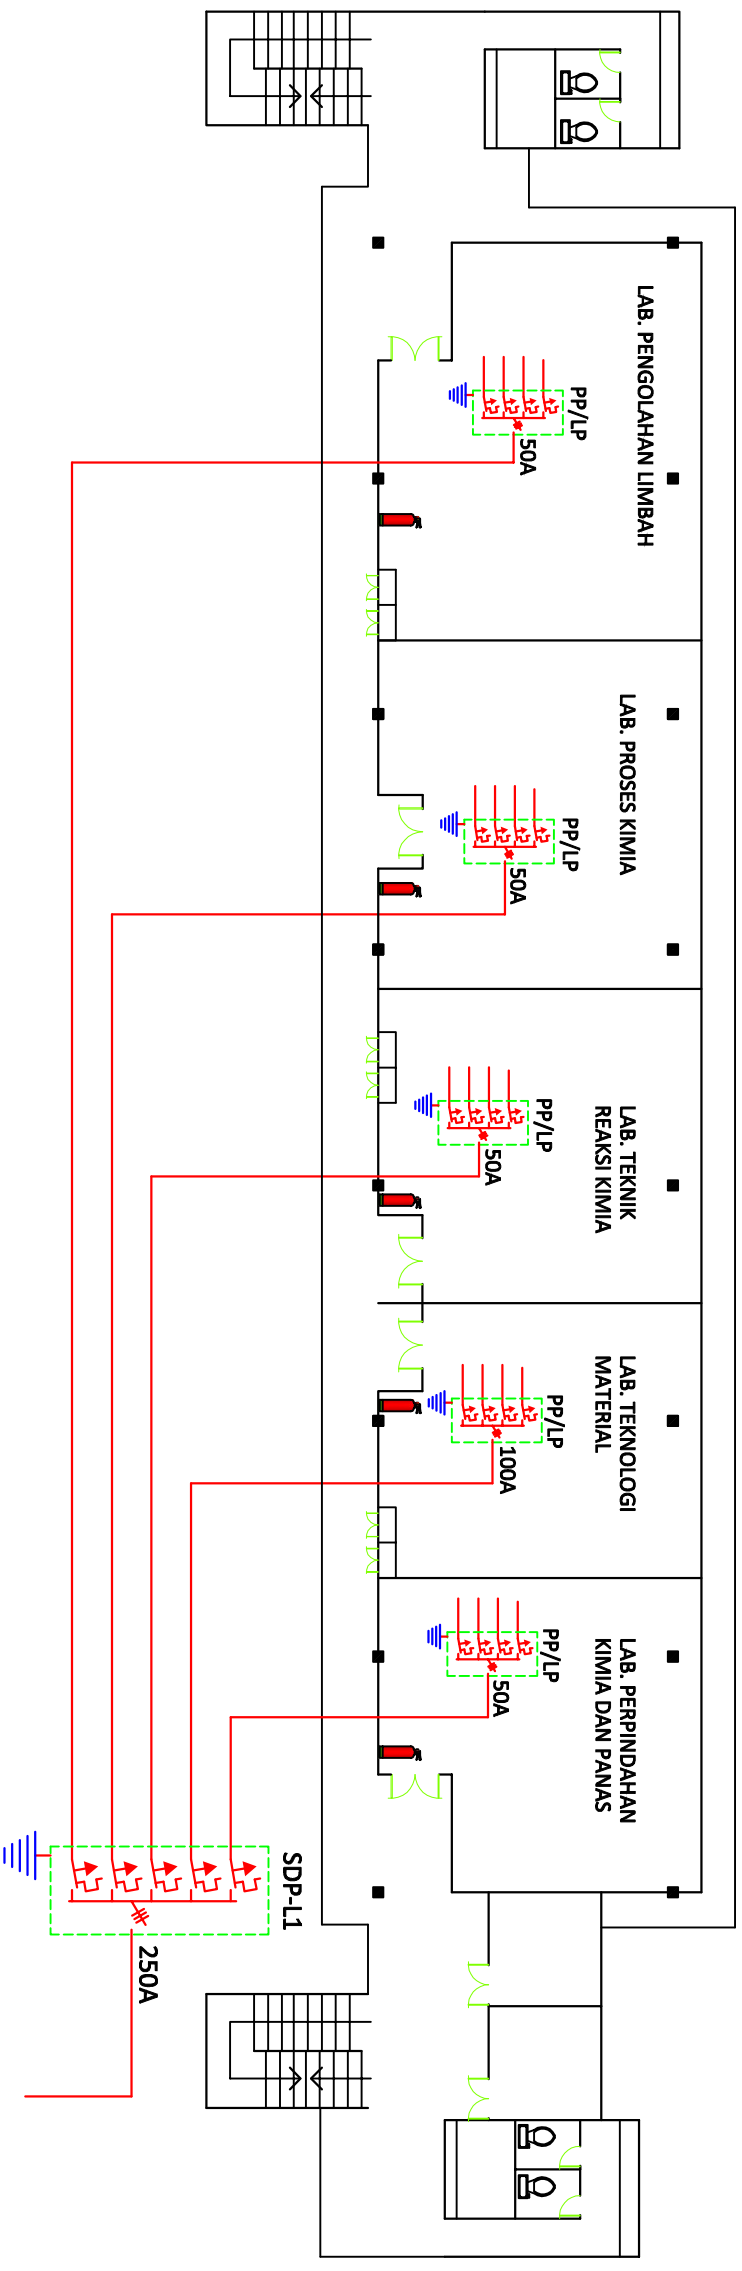 LAB. PENGOLAHAN LIMBAH
PP/LP
50A
LAB. PROSES KIMIA
PP/LP
50A
LAB. TEKNIK
REAKSI KIMIA
PP/LP
50A
LAB. TEKNOLOGI
MATERIAL
PP/LP
100A
LAB. PERPINDAHAN
KIMIA DAN PANAS
PP/LP
50A
SDP-L1
250A